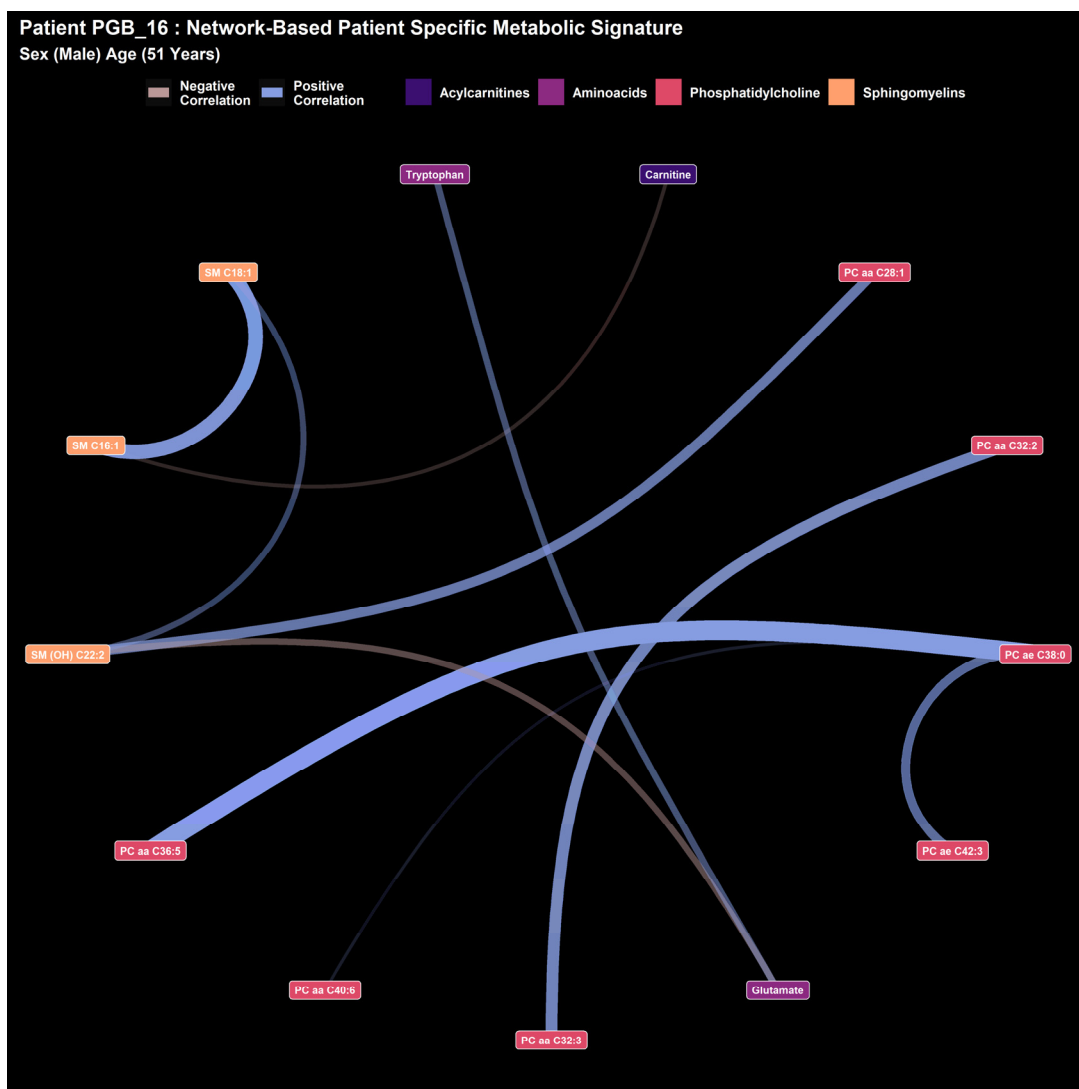 Patient PGB_16 : Network-Based Patient Specific Metabolic Signature
Sex (Male) Age (51 Years)
Negative
Correlation
Positive
Correlation
Acylcarnitines
Aminoacids
Phosphatidylcholine
Sphingomyelins
Tryptophan
Carnitine
SM C18:1
PC aa C28:1
SM C16:1
PC aa C32:2
SM (OH) C22:2
PC ae C38:0
PC aa C36:5
PC ae C42:3
PC aa C40:6
Glutamate
PC aa C32:3